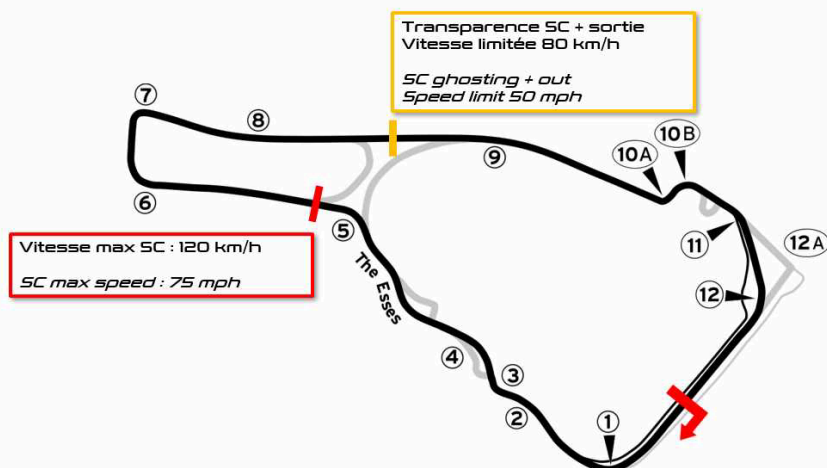 Transparence SC + sortie
Vitesse limitée 80 km/h
SC ghosting + out
Speed limit 50 mph
7
8
9
10A
10B
6
5
11
12A
Vitesse max SC : 120 km/h
SC max speed : 75 mph
The Esses
12
4
3
2
1